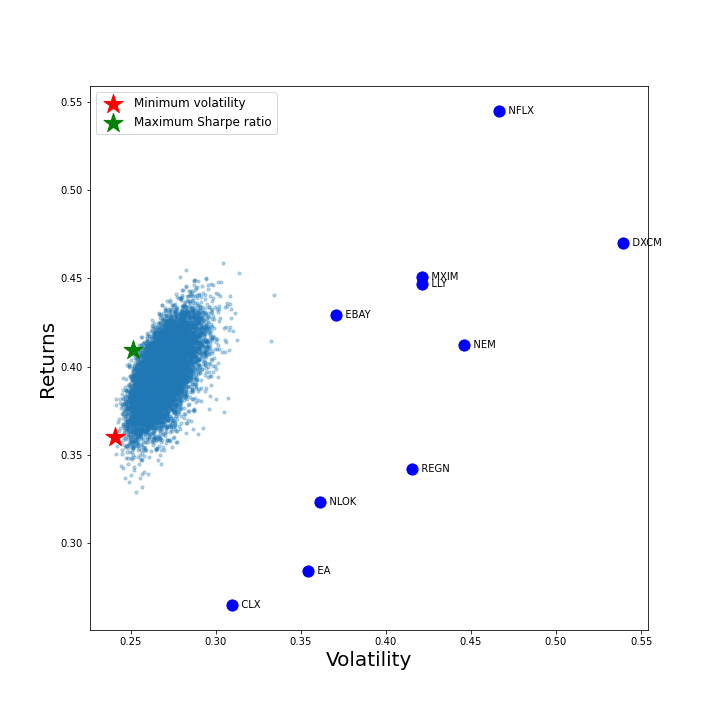 Minimum volatility
Maximum Sharpe ratio
0.55
NFLX
0.50
DXCM
0.45
MXIM
LLY
EBAY
NEM
0.40
Returns
REGN
0.35
NLOK
0.30
EA
CLX
0.25
0.30
0.35
0.40
0.45
0.50
0.55
Volatility